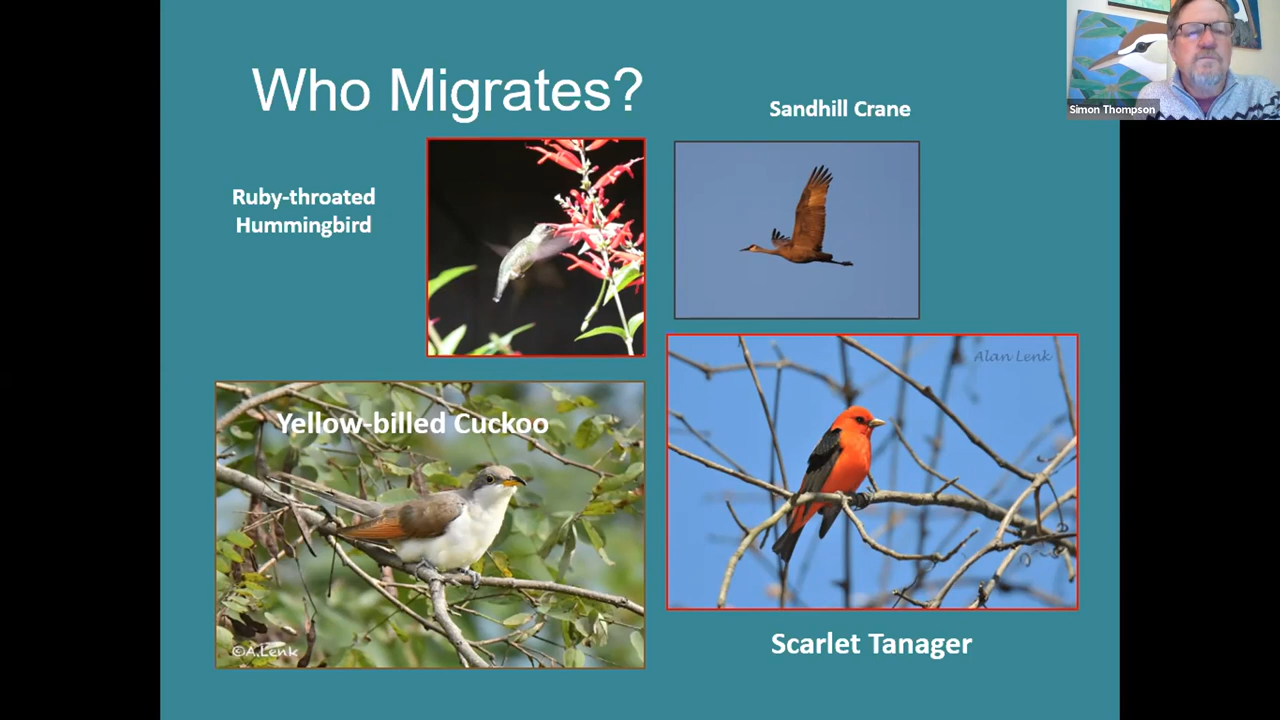 Who Migrates?
Sandhill Crane
Simon Thompson
Ruby-throated
Hummingbird
Alan Lenk
Yellow-billed Cuckoo
©A.Lenk
Scarlet Tanager